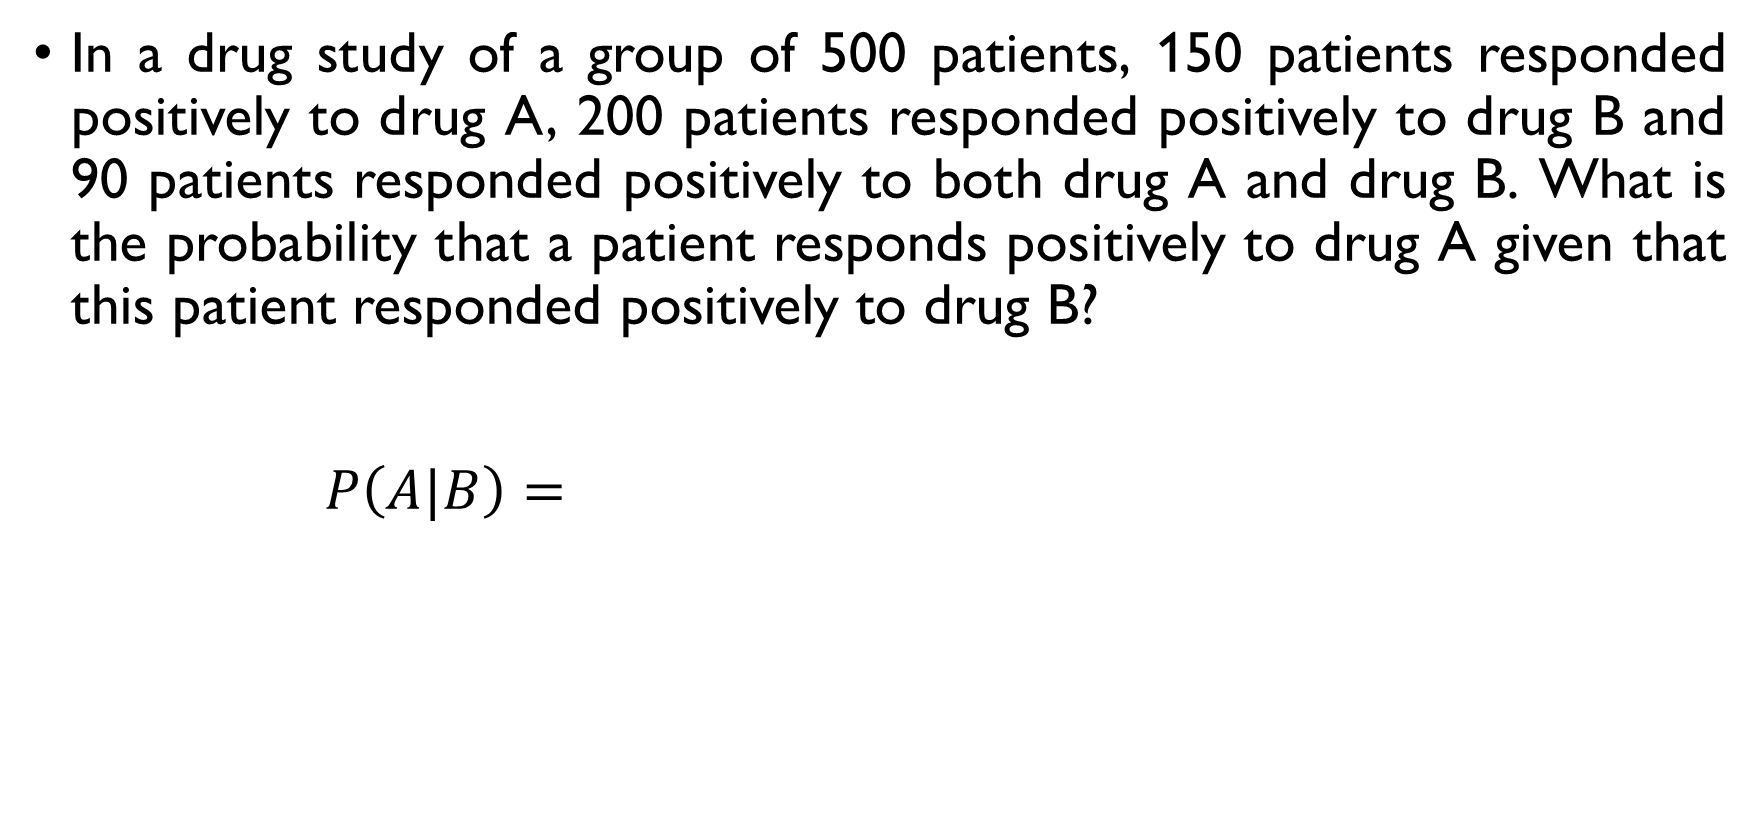 • In a drug study of a group of 500 patients, 150 patients responded
positively to drug A, 200 patients responded positively to drug B and
90 patients responded positively to both drug A and drug B. What is
the probability that a patient responds positively to drug A given that
this patient responded positively to drug B?
P(A|B) =